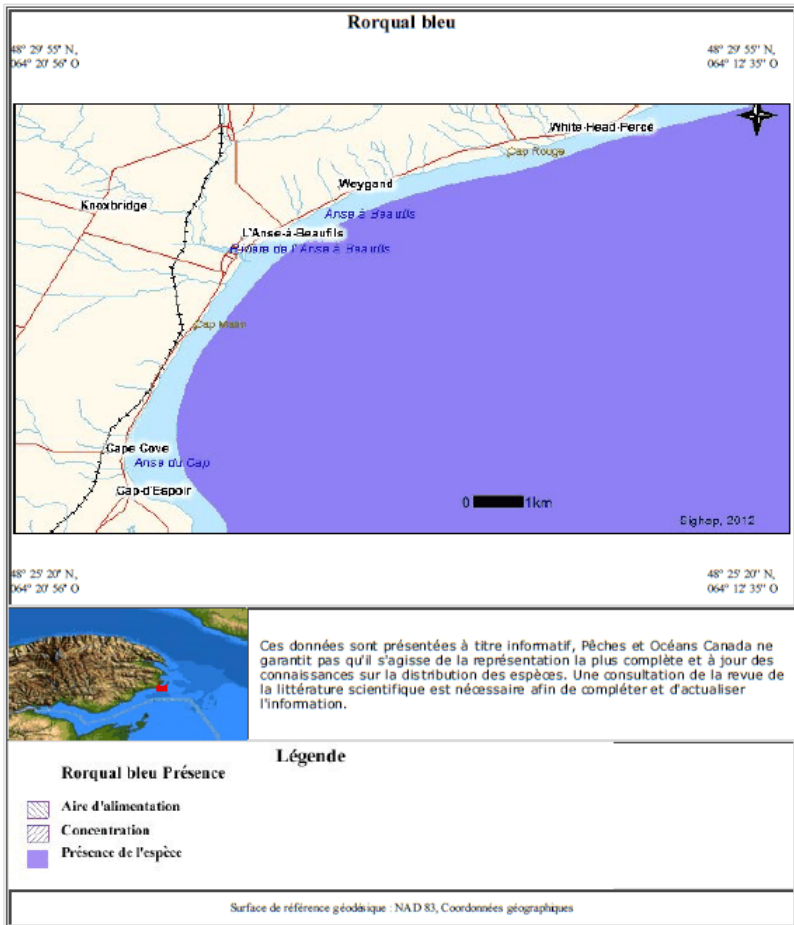 Rorqual bleu
48° 29' 55" N,
064° 20' 56" O
48° 29' 55" N,
064° 12' 35" O
White-Head-Perce
Cap Rouge
Weygand
Knoxbridge
Anse à Beaufils
L'Anse-à-Beaufils
Rivière de l'Anse à Beaufils
Cap Malin
Cape Cove
Anse du Cap
Cap-d'Espoir
0 1km
Sighap, 2012
48° 25' 20" N,
064° 20' 56" O
48° 25' 20" N,
064° 12' 35" O
Ces données sont présentées à titre informatif, Pêches et Océans Canada ne
garantit pas qu'il s'agisse de la représentation la plus complète et à jour des
connaissances sur la distribution des espèces. Une consultation de la revue de
la littérature scientifique est nécessaire afin de compléter et d'actualiser
l'information.
Légende
Rorqual bleu Présence
Aire d'alimentation
Concentration
Présence de l'espèce
Surface de référence géodésique : NAD 83, Coordonnées géographiques